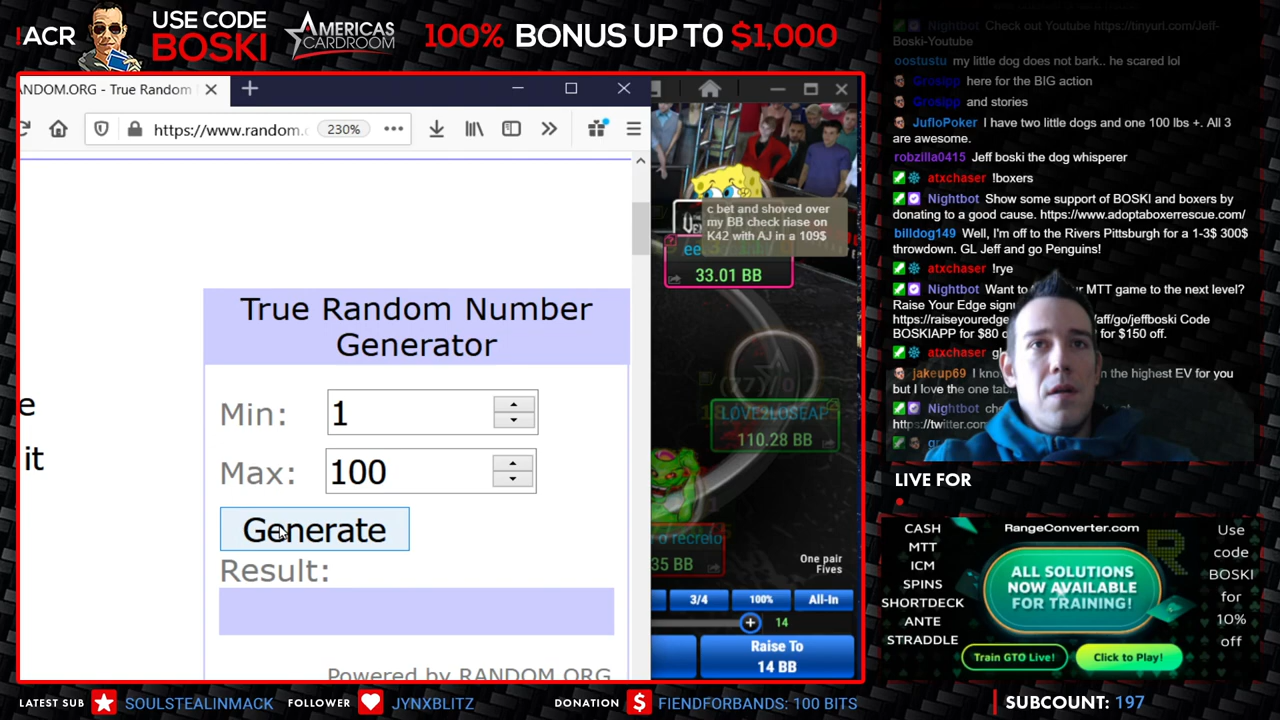 !ACR
USE CODE
BOSKI
AMERICAS
CARDROOM
100% BONUS UP TO $1,000
ANDOM.ORG - True Random
https://www.random.
230%
True Random Number
Generator
e
it
Min: 1
Max: 100
Generate
Result:
Powered by RANDOM.ORG
c bet and shoved over
my BB check riase on
K42 with AJ in a 109$
33.01 BB
LOVE2LOSEAP
110.28 BB
o recreio
35 BB
One pair
Fives
3/4
100%
All-In
14
Raise To
14 BB
Nightbot Check out Youtube https://tinyurl.com/Jeff-
Boski-Youtube
oostustu my little dog does not bark.. he scared lol
Grosipp here for the BIG action
Grosipp and stories
JufloPoker I have two little dogs and one 100 lbs +. All 3
are awesome.
robzilla0415 Jeff boski the dog whisperer
atxchaser !boxers
Nightbot Show some support of BOSKI and boxers by
donating to a good cause. https://www.adoptaboxerrescue.com/
billdog149 Well, I'm off to the Rivers Pittsburgh for a 1-3$ 300$
throwdown. GL Jeff and go Penguins!
atxchaser !rye
Nightbot Want to ur MTT game to the next level?
Raise Your Edge signu
https://raiseyouredge /aff/go/jeffboski Code
BOSKIAPP for $80 o for $150 off.
atxchaser gl
jakeup69 I kno n the highest EV for you
but I love the one tab
Nightbot che
https://twitter.com
LIVE FOR
CASH
MTT
ICM
SPINS
SHORTDECK
ANTE
STRADDLE
RangeConverter.com
ALL SOLUTIONS
NOW AVAILABLE
FOR TRAINING!
Train GTO Live!
Click to Play!
Use
code
BOSKI
for
10%
off
LATEST SUB SOULSTEALINMACK FOLLOWER JYNXBLITZ DONATION $ FIENDFORBANDS: 100 BITS
SUBCOUNT: 197